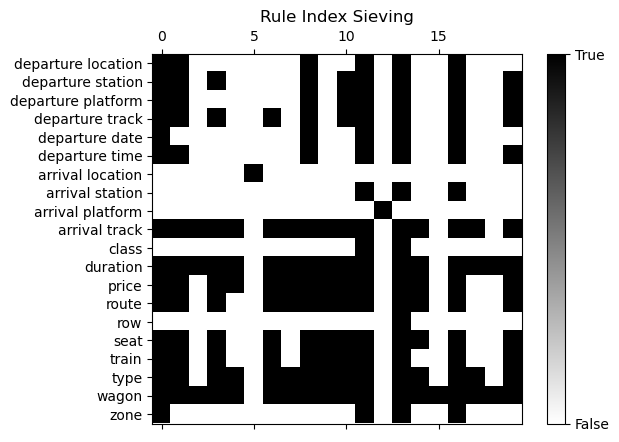 Rule Index Sieving
0 5 10 15
departure location
departure station
departure platform
departure track
departure date
departure time
arrival location
arrival station
arrival platform
arrival track
class
duration
price
route
row
seat
train
type
wagon
zone
True
False